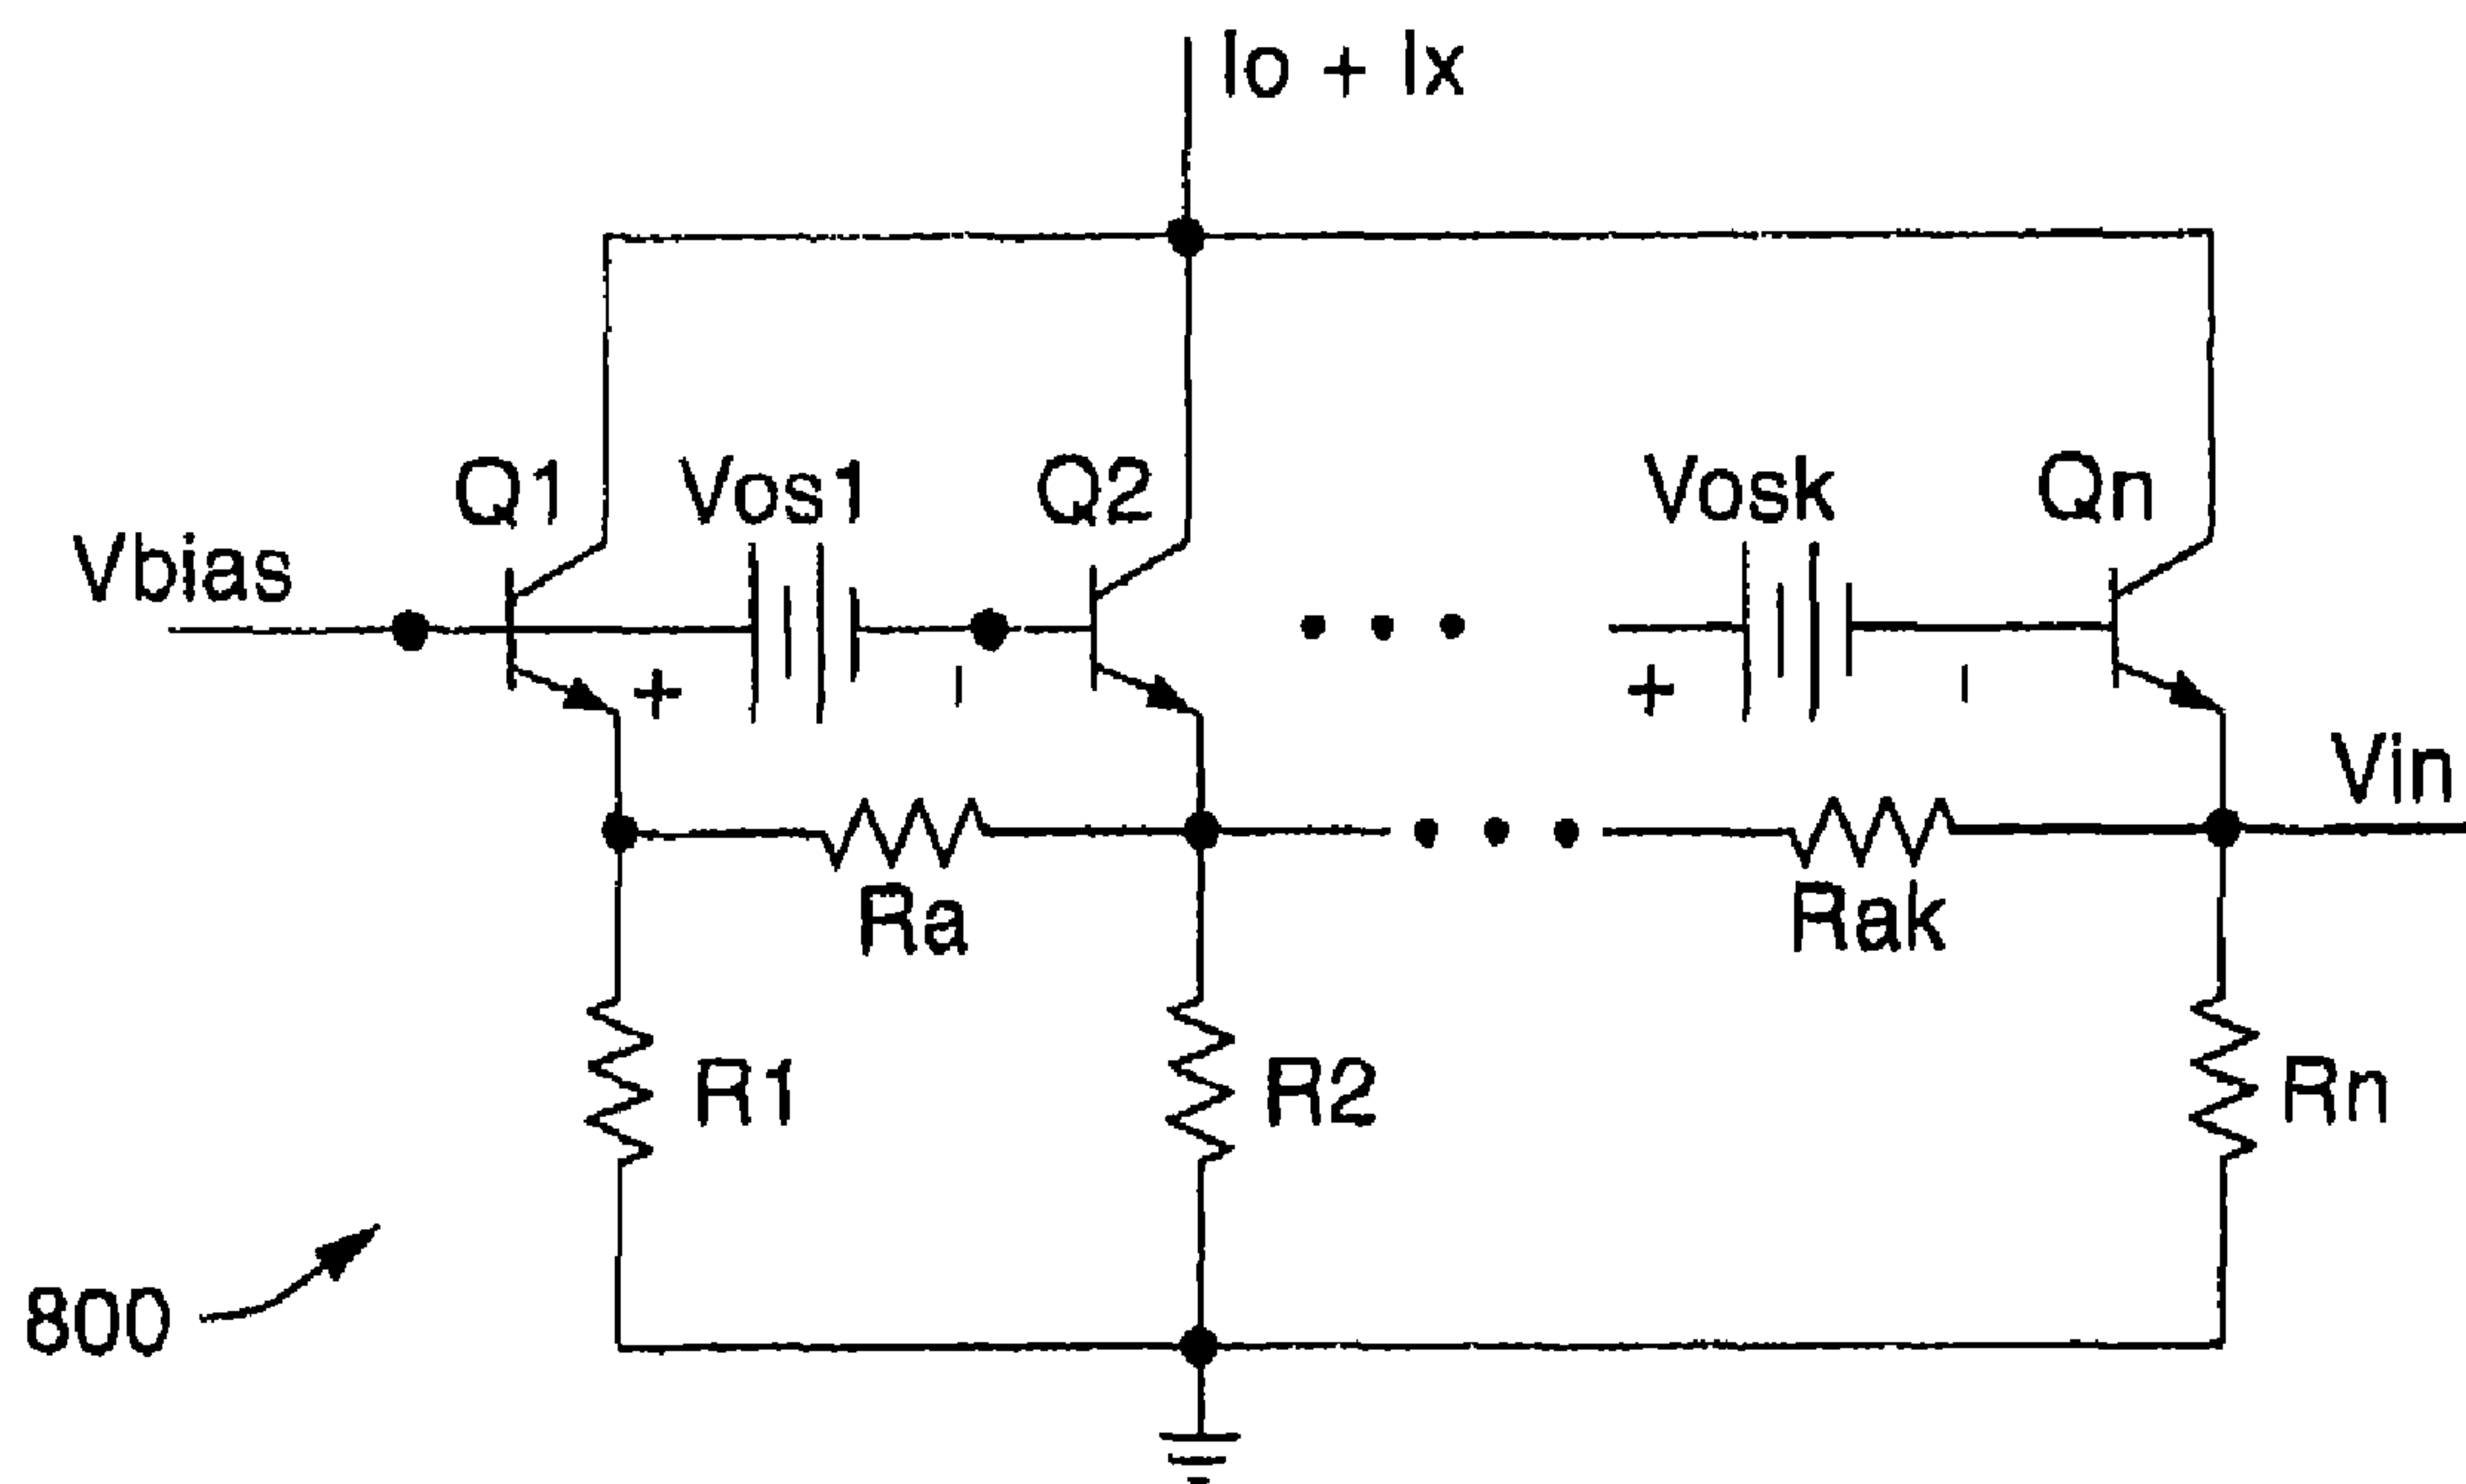 Io + Ix
Q1
Vos1
Q2
Vosk
Qn
Vbias
+
−
+
−
Vin
Ra
Rak
R1
R2
Rn
800